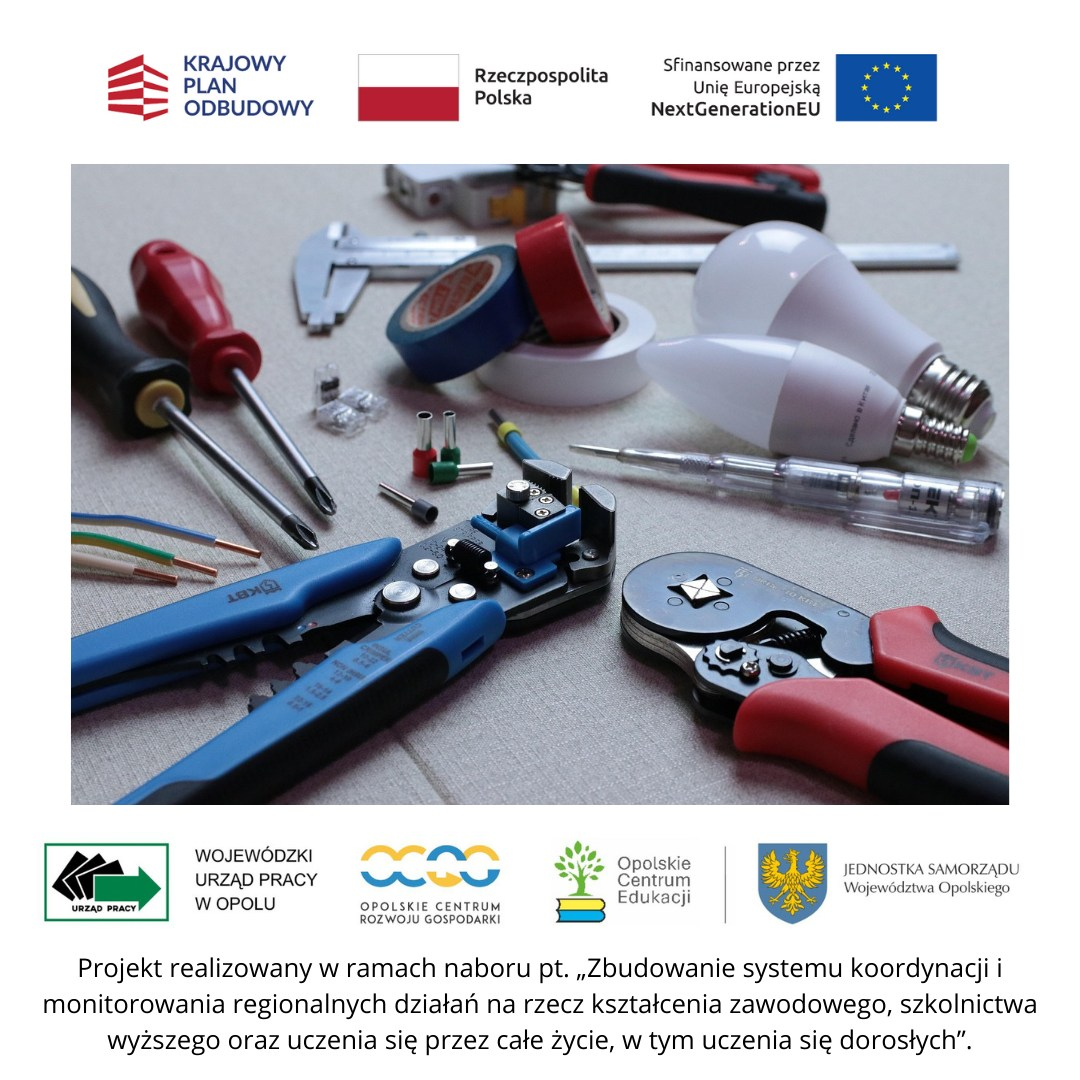 KRAJOWY
PLAN
ODBUDOWY
Rzeczpospolita
Polska
Sfinansowane przez
Unię Europejską
NextGenerationEU
KBT
KBT
URZĄD PRACY
WOJEWÓDZKI
URZĄD PRACY
W OPOLU
OCRG
OPOLSKIE CENTRUM
ROZWOJU GOSPODARKI
Opolskie
Centrum
Edukacji
JEDNOSTKA SAMORZĄDU
Województwa Opolskiego
Projekt realizowany w ramach naboru pt. „Zbudowanie systemu koordynacji i
monitorowania regionalnych działań na rzecz kształcenia zawodowego, szkolnictwa
wyższego oraz uczenia się przez całe życie, w tym uczenia się dorosłych”.